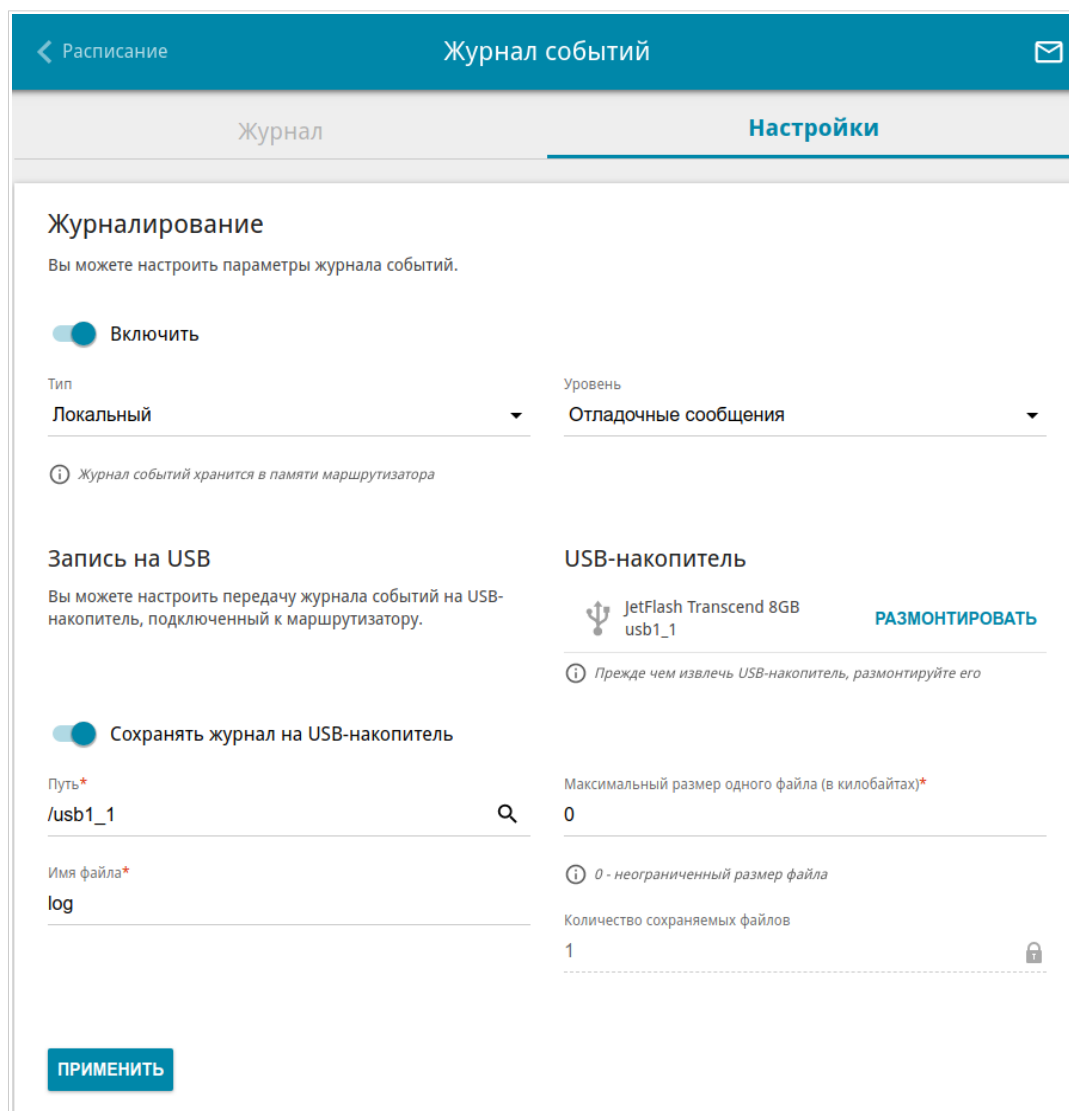 Расписание
Журнал событий
Журнал
Настройки
Журналирование
Вы можете настроить параметры журнала событий.
Включить
Тип
Локальный
Уровень
Отладочные сообщения
Журнал событий хранится в памяти маршрутизатора
Запись на USB
Вы можете настроить передачу журнала событий на USB-
накопитель, подключенный к маршрутизатору.
USB-накопитель
JetFlash Transcend 8GB
usb1_1
РАЗМОНТИРОВАТЬ
Прежде чем извлечь USB-накопитель, размонтируйте его
Сохранять журнал на USB-накопитель
Путь*
/usb1_1
Максимальный размер одного файла (в килобайтах)*
0
Имя файла*
log
0 - неограниченный размер файла
Количество сохраняемых файлов
1
ПРИМЕНИТЬ